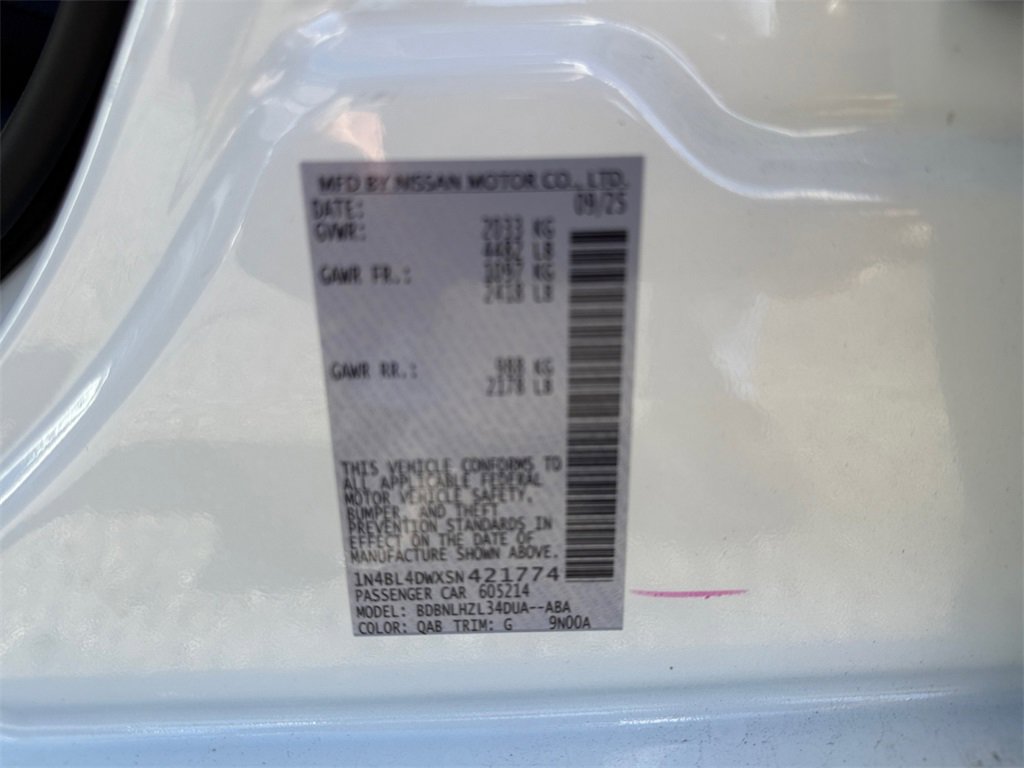 MFD BY NISSAN MOTOR CO., LTD.
DATE: 09/25
GVWR: 2033 KG
4482 LB
GAWR FR.: 1097 KG
2418 LB
GAWR RR.: 988 KG
2178 LB
THIS VEHICLE CONFORMS TO
ALL APPLICABLE FEDERAL
MOTOR VEHICLE SAFETY,
BUMPER, AND THEFT
PREVENTION STANDARDS IN
EFFECT ON THE DATE OF
MANUFACTURE SHOWN ABOVE.
1N4BL4DWXSN421774
PASSENGER CAR 605214
MODEL: BDBNLHZL34DUA--ABA
COLOR: QAB TRIM: G 9N00A